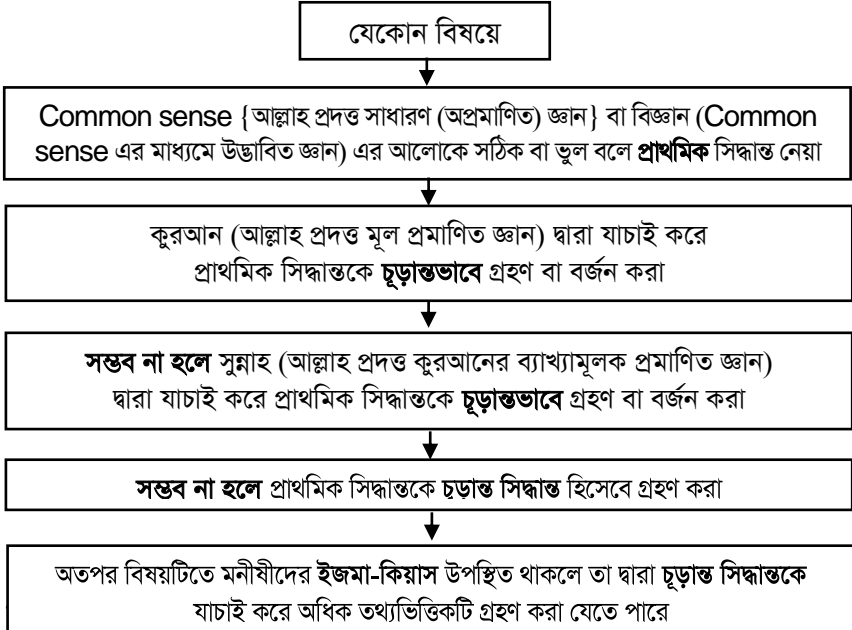 যেকোন বিষয়ে
Common sense {আল্লাহ প্রদত্ত সাধারণ (অপ্রমাণিত) জ্ঞান} বা বিজ্ঞান (Common
sense এর মাধ্যমে উদ্ভাবিত জ্ঞান) এর আলোকে সঠিক বা ভুল বলে প্রাথমিক সিদ্ধান্ত নেয়া
কুরআন (আল্লাহ প্রদত্ত মূল প্রমাণিত জ্ঞান) দ্বারা যাচাই করে
প্রাথমিক সিদ্ধান্তকে চূড়ান্তভাবে গ্রহণ বা বর্জন করা
সম্ভব না হলে সুন্নাহ (আল্লাহ প্রদত্ত কুরআনের ব্যাখ্যামূলক প্রমাণিত জ্ঞান)
দ্বারা যাচাই করে প্রাথমিক সিদ্ধান্তকে চূড়ান্তভাবে গ্রহণ বা বর্জন করা
সম্ভব না হলে প্রাথমিক সিদ্ধান্তকে চূড়ান্ত সিদ্ধান্ত হিসেবে গ্রহণ করা
অতপর বিষয়টিতে মনীষীদের ইজমা-কিয়াস উপস্থিত থাকলে তা দ্বারা চূড়ান্ত সিদ্ধান্তকে
যাচাই করে অধিক তথ্যভিত্তিকটি গ্রহণ করা যেতে পারে